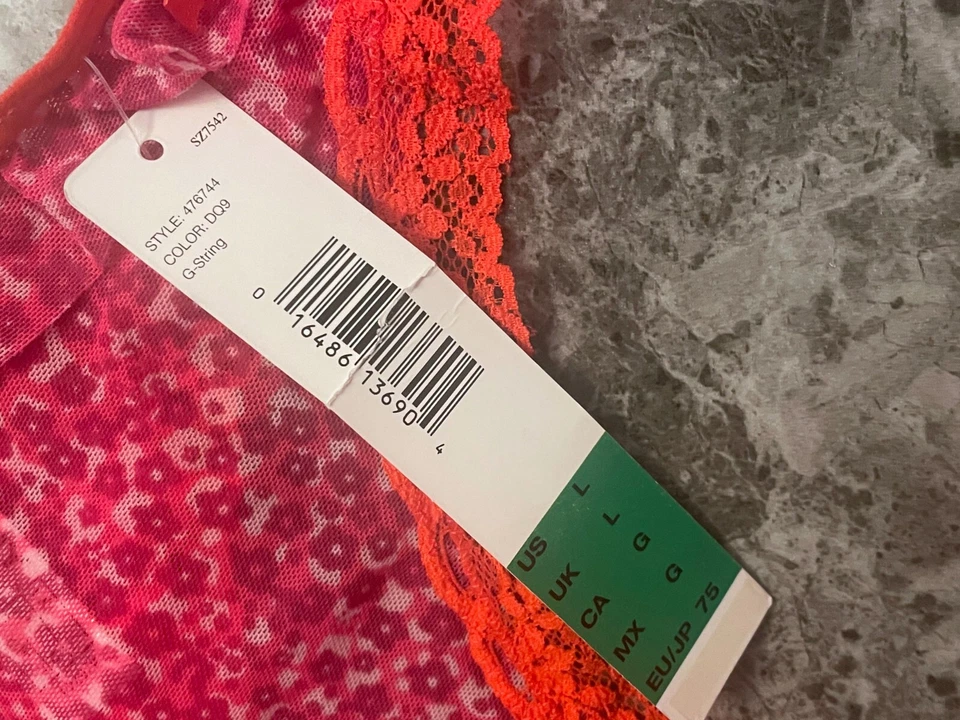 SZ7542
STYLE: 476744
COLOR: DQ9
G-String
0 16486 13690 4
US L
UK L
CA G
MX G
EU/JP 75